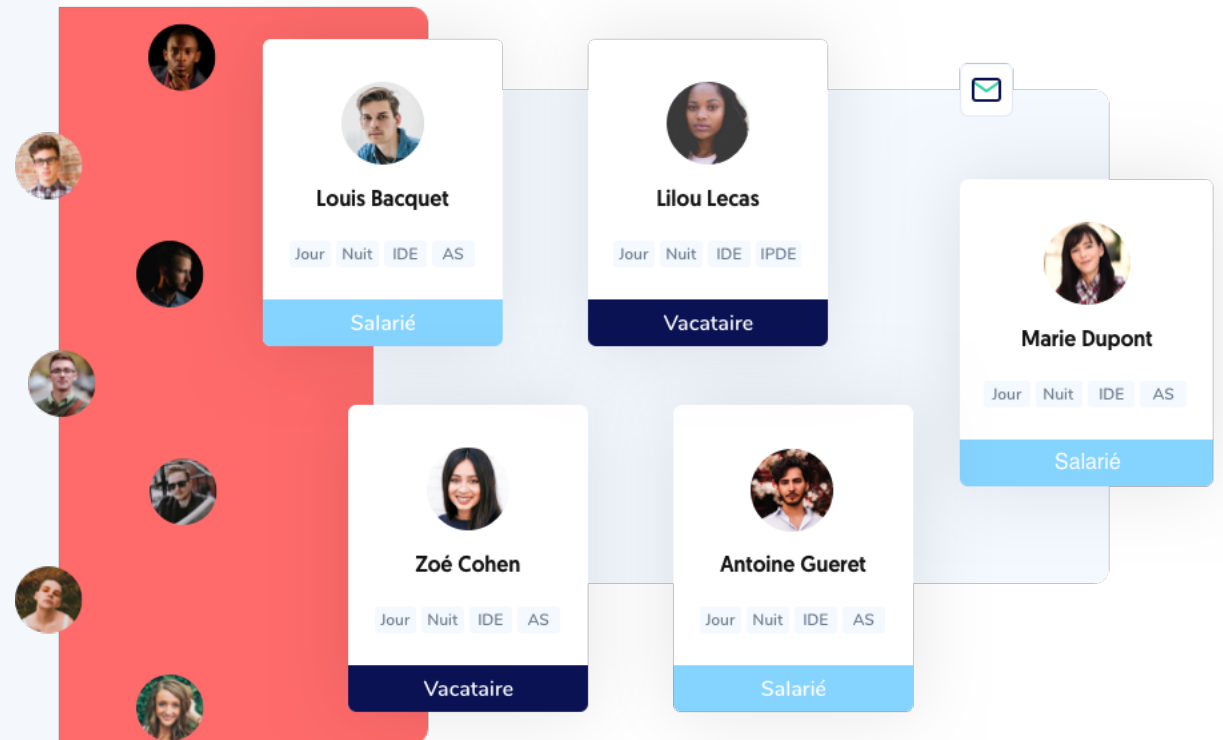 Louis Bacquet
Jour Nuit IDE AS
Salarié
Lilou Lecas
Jour Nuit IDE IPDE
Vacataire
Marie Dupont
Jour Nuit IDE AS
Salarié
Zoé Cohen
Jour Nuit IDE AS
Vacataire
Antoine Gueret
Jour Nuit IDE AS
Salarié